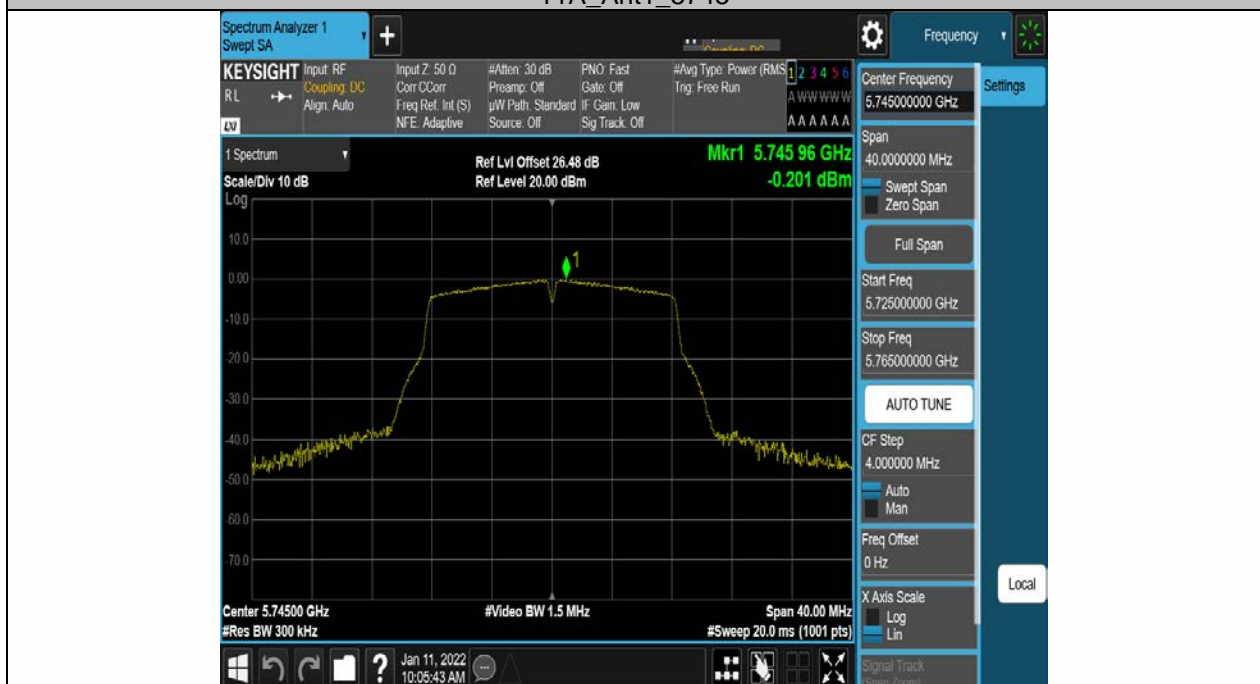 11A_Ant1_5745
Spectrum Analyzer 1
Swept SA
+
Coupling: DC
Frequency
KEYSIGHT
RL
LXI
Input: RF
Coupling: DC
Align: Auto
Input Z: 50 Ω
Corr CCorr
Freq Ref: Int (S)
NFE: Adaptive
#Atten: 30 dB
Preamp: Off
µW Path: Standard
Source: Off
PNO: Fast
Gate: Off
IF Gain: Low
Sig Track: Off
#Avg Type: Power (RMS
Trig: Free Run
1 2 3 4 5 6
A W W W W W
A A A A A A
1 Spectrum
Scale/Div 10 dB
Log
Ref Lvl Offset 26.48 dB
Ref Level 20.00 dBm
Mkr1 5.745 96 GHz
-0.201 dBm
1
10.0
0.00
-10.0
-20.0
-30.0
-40.0
-50.0
-60.0
-70.0
Center 5.74500 GHz
#Res BW 300 kHz
#Video BW 1.5 MHz
Span 40.00 MHz
#Sweep 20.0 ms (1001 pts)
Jan 11, 2022
10:05:43 AM
?
Center Frequency
5.745000000 GHz
Settings
Span
40.0000000 MHz
Swept Span
Zero Span
Full Span
Start Freq
5.725000000 GHz
Stop Freq
5.765000000 GHz
AUTO TUNE
CF Step
4.000000 MHz
Auto
Man
Freq Offset
0 Hz
X Axis Scale
Log
Lin
Local
Signal Track
(Span Zoom)